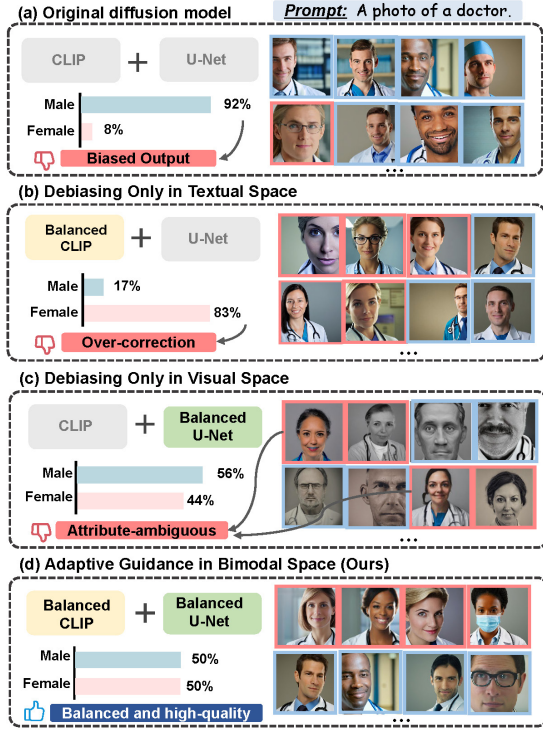 (a) Original diffusion model
Prompt: A photo of a doctor.
CLIP + U-Net
Male 92%
Female 8%
Biased Output
...
(b) Debiasing Only in Textual Space
Balanced CLIP + U-Net
Male 17%
Female 83%
Over-correction
...
(c) Debiasing Only in Visual Space
CLIP + Balanced U-Net
Male 56%
Female 44%
Attribute-ambiguous
...
(d) Adaptive Guidance in Bimodal Space (Ours)
Balanced CLIP + Balanced U-Net
Male 50%
Female 50%
Balanced and high-quality
...